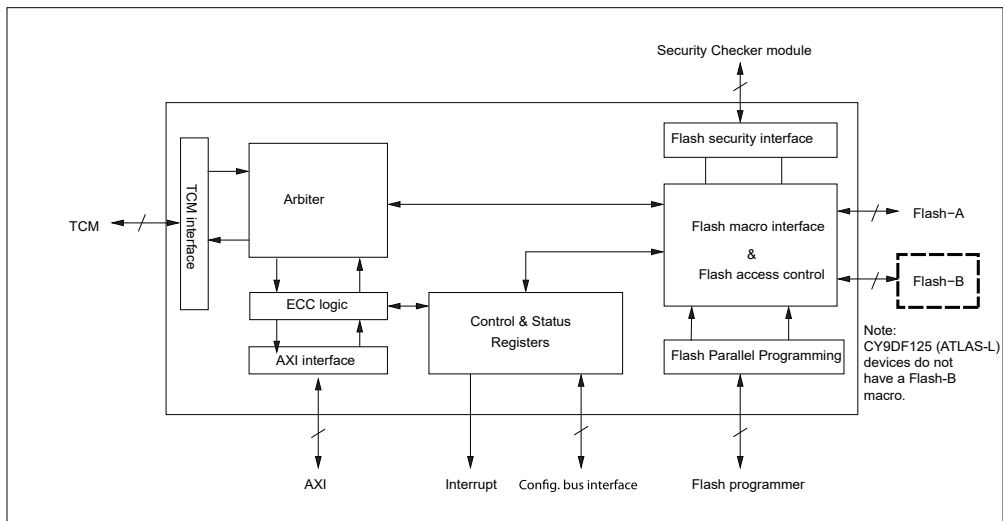 Security Checker module
Flash security interface
TCM interface
Arbiter
TCM
Flash macro interface
&
Flash access control
Flash−A
Flash−B
ECC logic
Control & Status
Registers
AXI interface
Flash Parallel Programming
Note:
CY9DF125 (ATLAS-L)
devices do not
have a Flash-B
macro.
AXI
Interrupt
Config. bus interface
Flash programmer